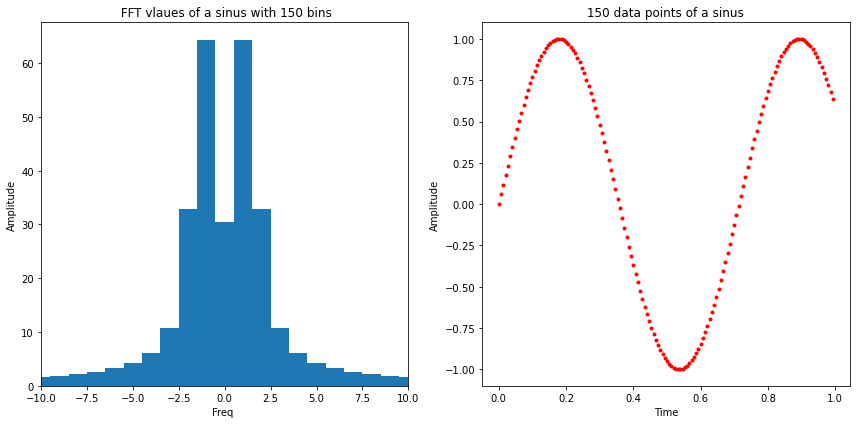 FFT vlaues of a sinus with 150 bins
60
50
40
30
20
10
0
Amplitude
-10.0 -7.5 -5.0 -2.5 0.0 2.5 5.0 7.5 10.0
Freq
150 data points of a sinus
1.00
0.75
0.50
0.25
0.00
−0.25
−0.50
−0.75
−1.00
Amplitude
0.0 0.2 0.4 0.6 0.8 1.0
Time